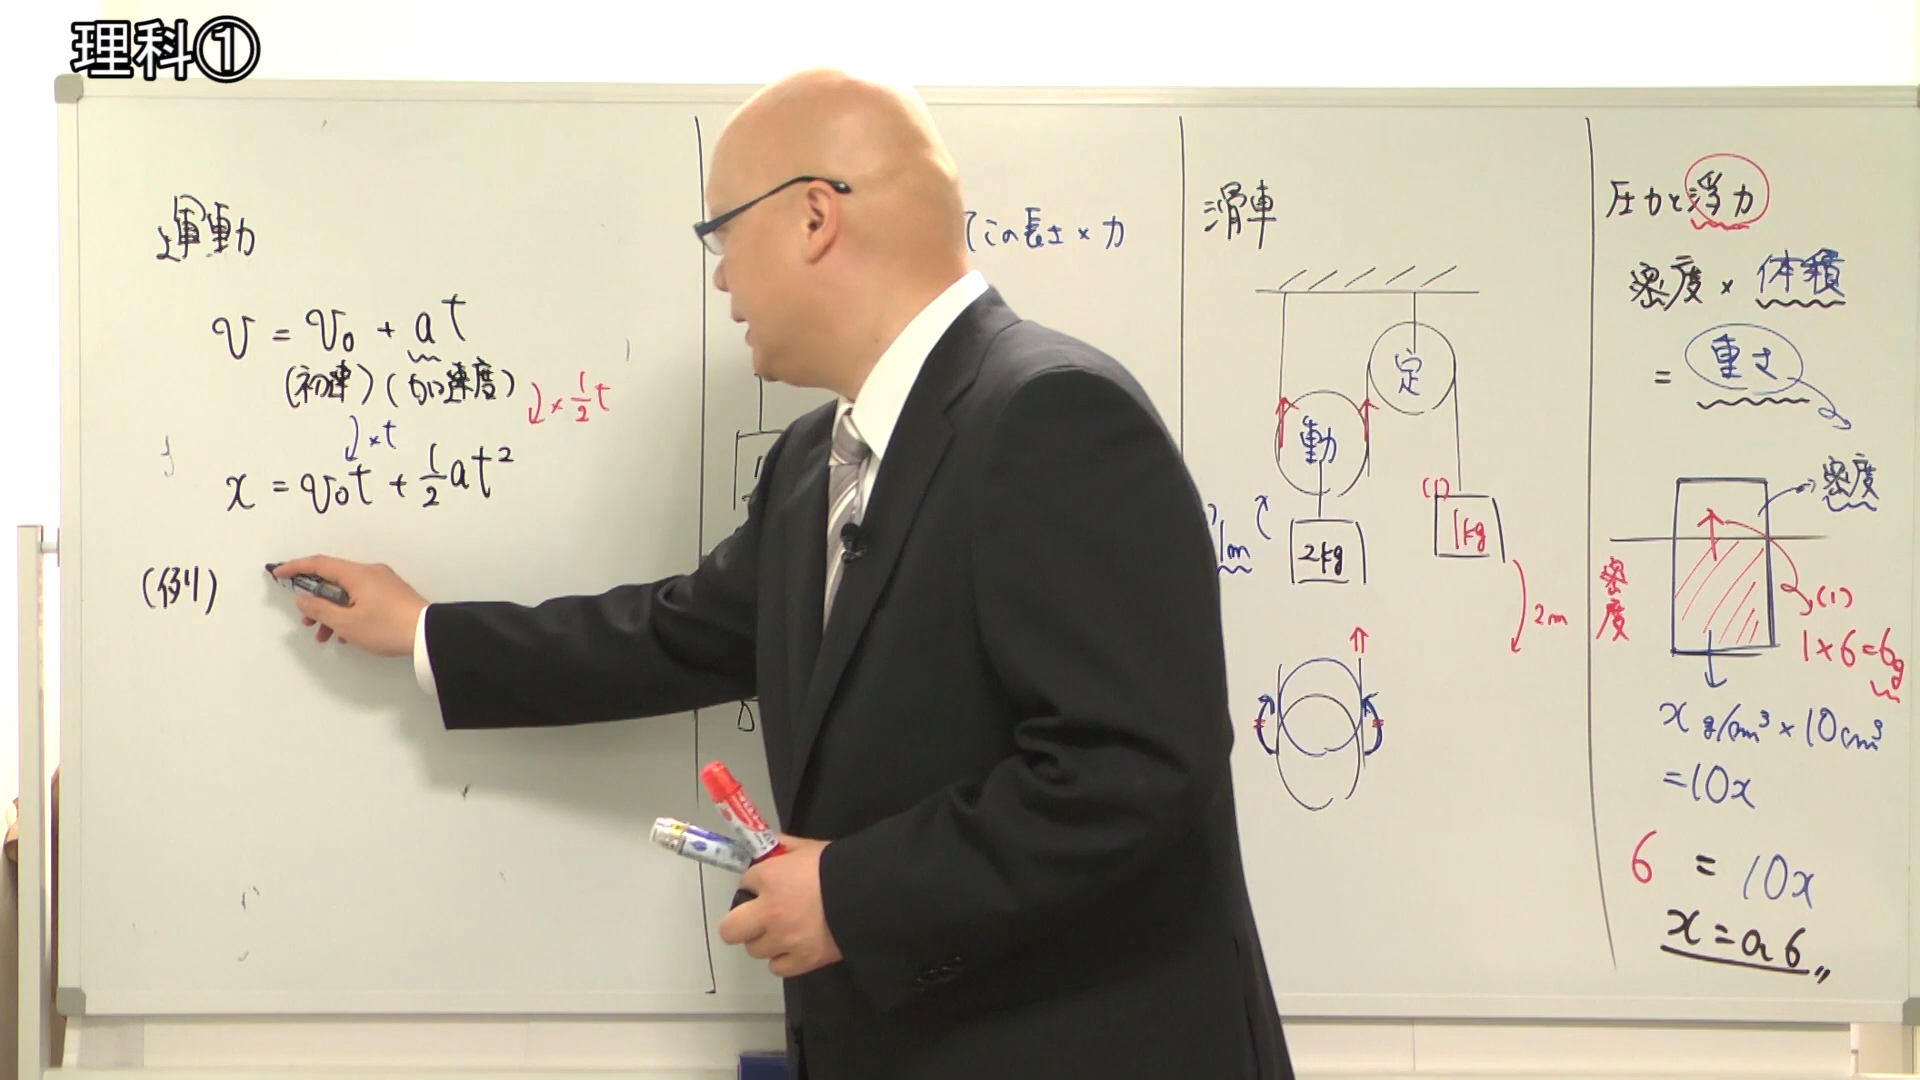 理科①
運動
v = v₀ + at
(初速)(加速度)
↓×½t
↓×t
x = v₀t + ½at²
(例)
てこの長さ×力
滑車
定
動
(1)
1kg
2kg
1m
2m
圧力と浮力
密度×体積
=重さ
密度
密度
(1)
1×6=6g
x g/cm³×10cm³
=10x
6 = 10x
x=0.6